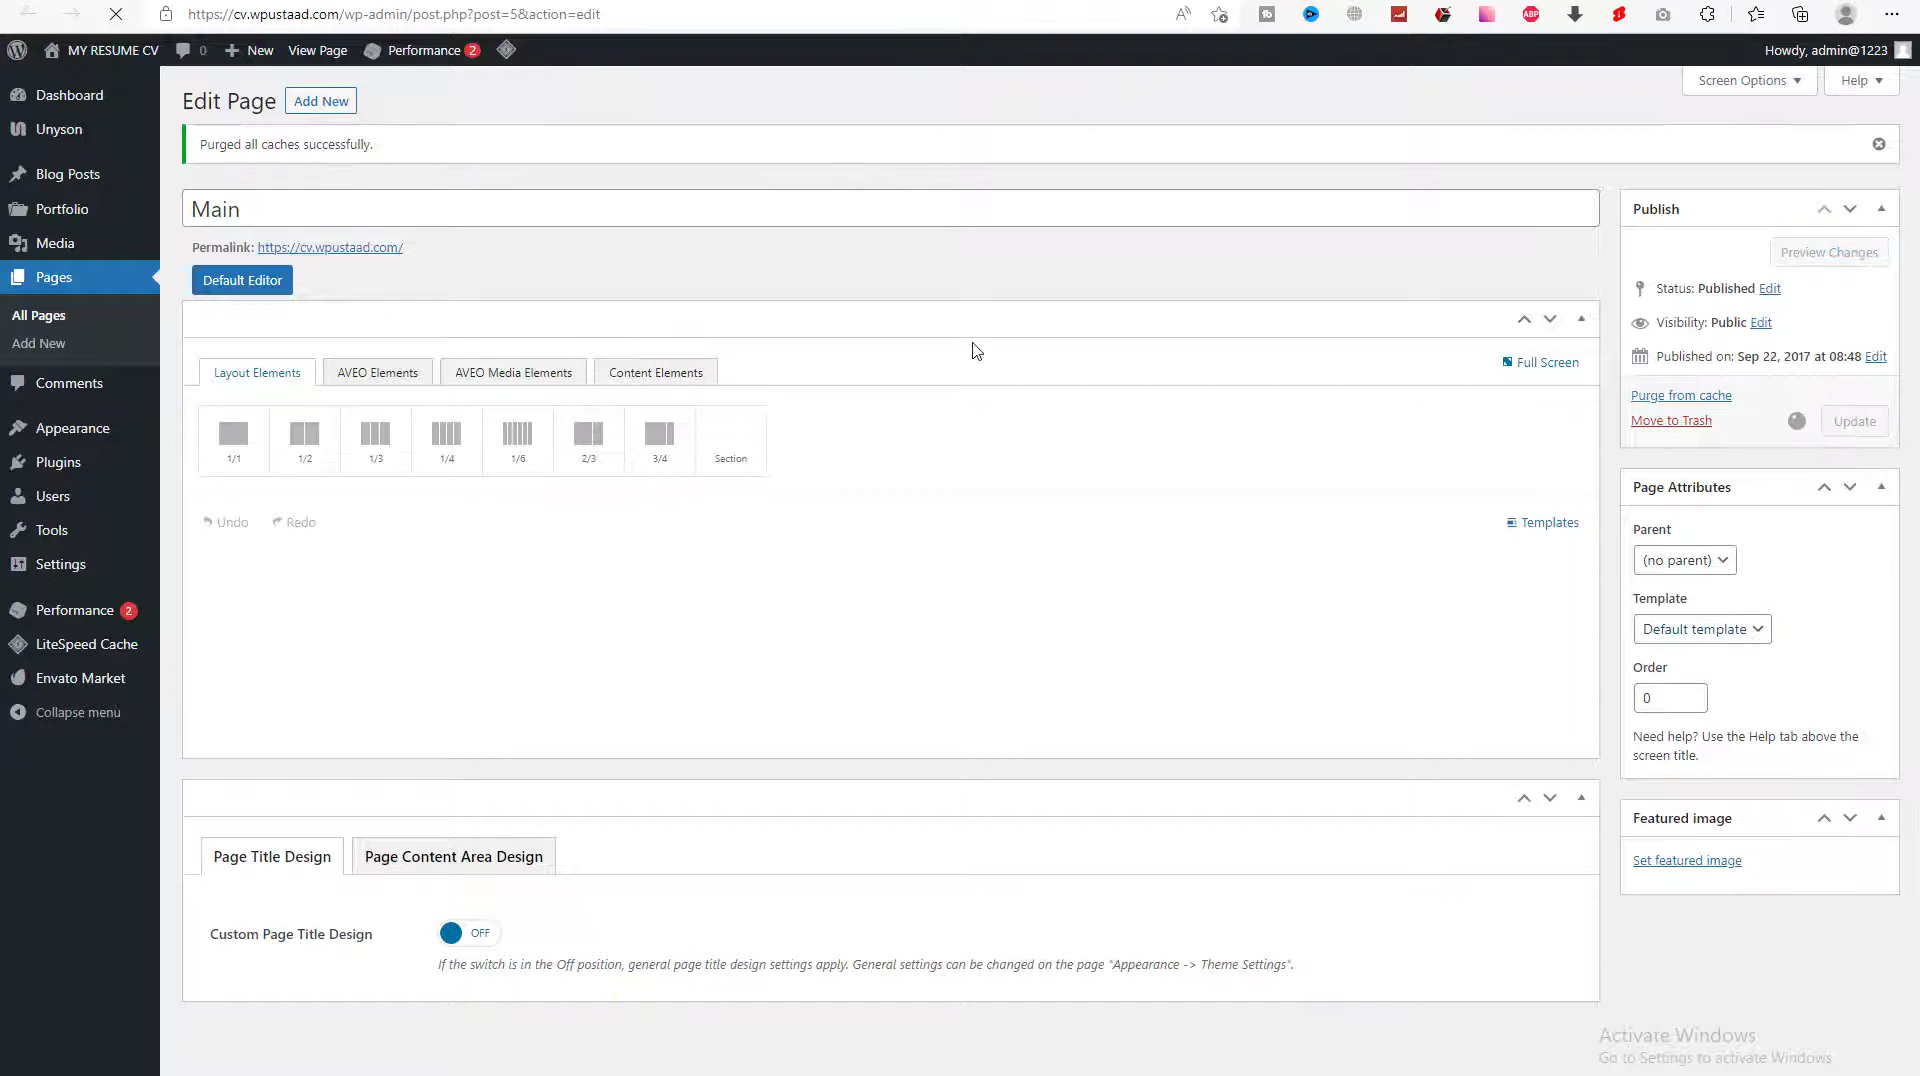 https://cv.wpustaad.com/wp-admin/post.php?post=5&action=edit
MY RESUME CV 0 New View Page Performance 2
Howdy, admin@1223
Screen Options Help
Dashboard
Unyson
Blog Posts
Portfolio
Media
Pages
All Pages
Add New
Comments
Appearance
Plugins
Users
Tools
Settings
Performance 2
LiteSpeed Cache
Envato Market
Collapse menu
Edit Page Add New
Purged all caches successfully.
Main
Permalink: https://cv.wpustaad.com/
Default Editor
Layout Elements AVEO Elements AVEO Media Elements Content Elements
Full Screen
1/1 1/2 1/3 1/4 1/6 2/3 3/4 Section
Undo Redo
Templates
Page Title Design Page Content Area Design
Custom Page Title Design OFF
If the switch is in the Off position, general page title design settings apply. General settings can be changed on the page "Appearance -> Theme Settings".
Publish
Preview Changes
Status: Published Edit
Visibility: Public Edit
Published on: Sep 22, 2017 at 08:48 Edit
Purge from cache
Move to Trash Update
Page Attributes
Parent
(no parent)
Template
Default template
Order
0
Need help? Use the Help tab above the
screen title.
Featured image
Set featured image
Activate Windows
Go to Settings to activate Windows
ABP